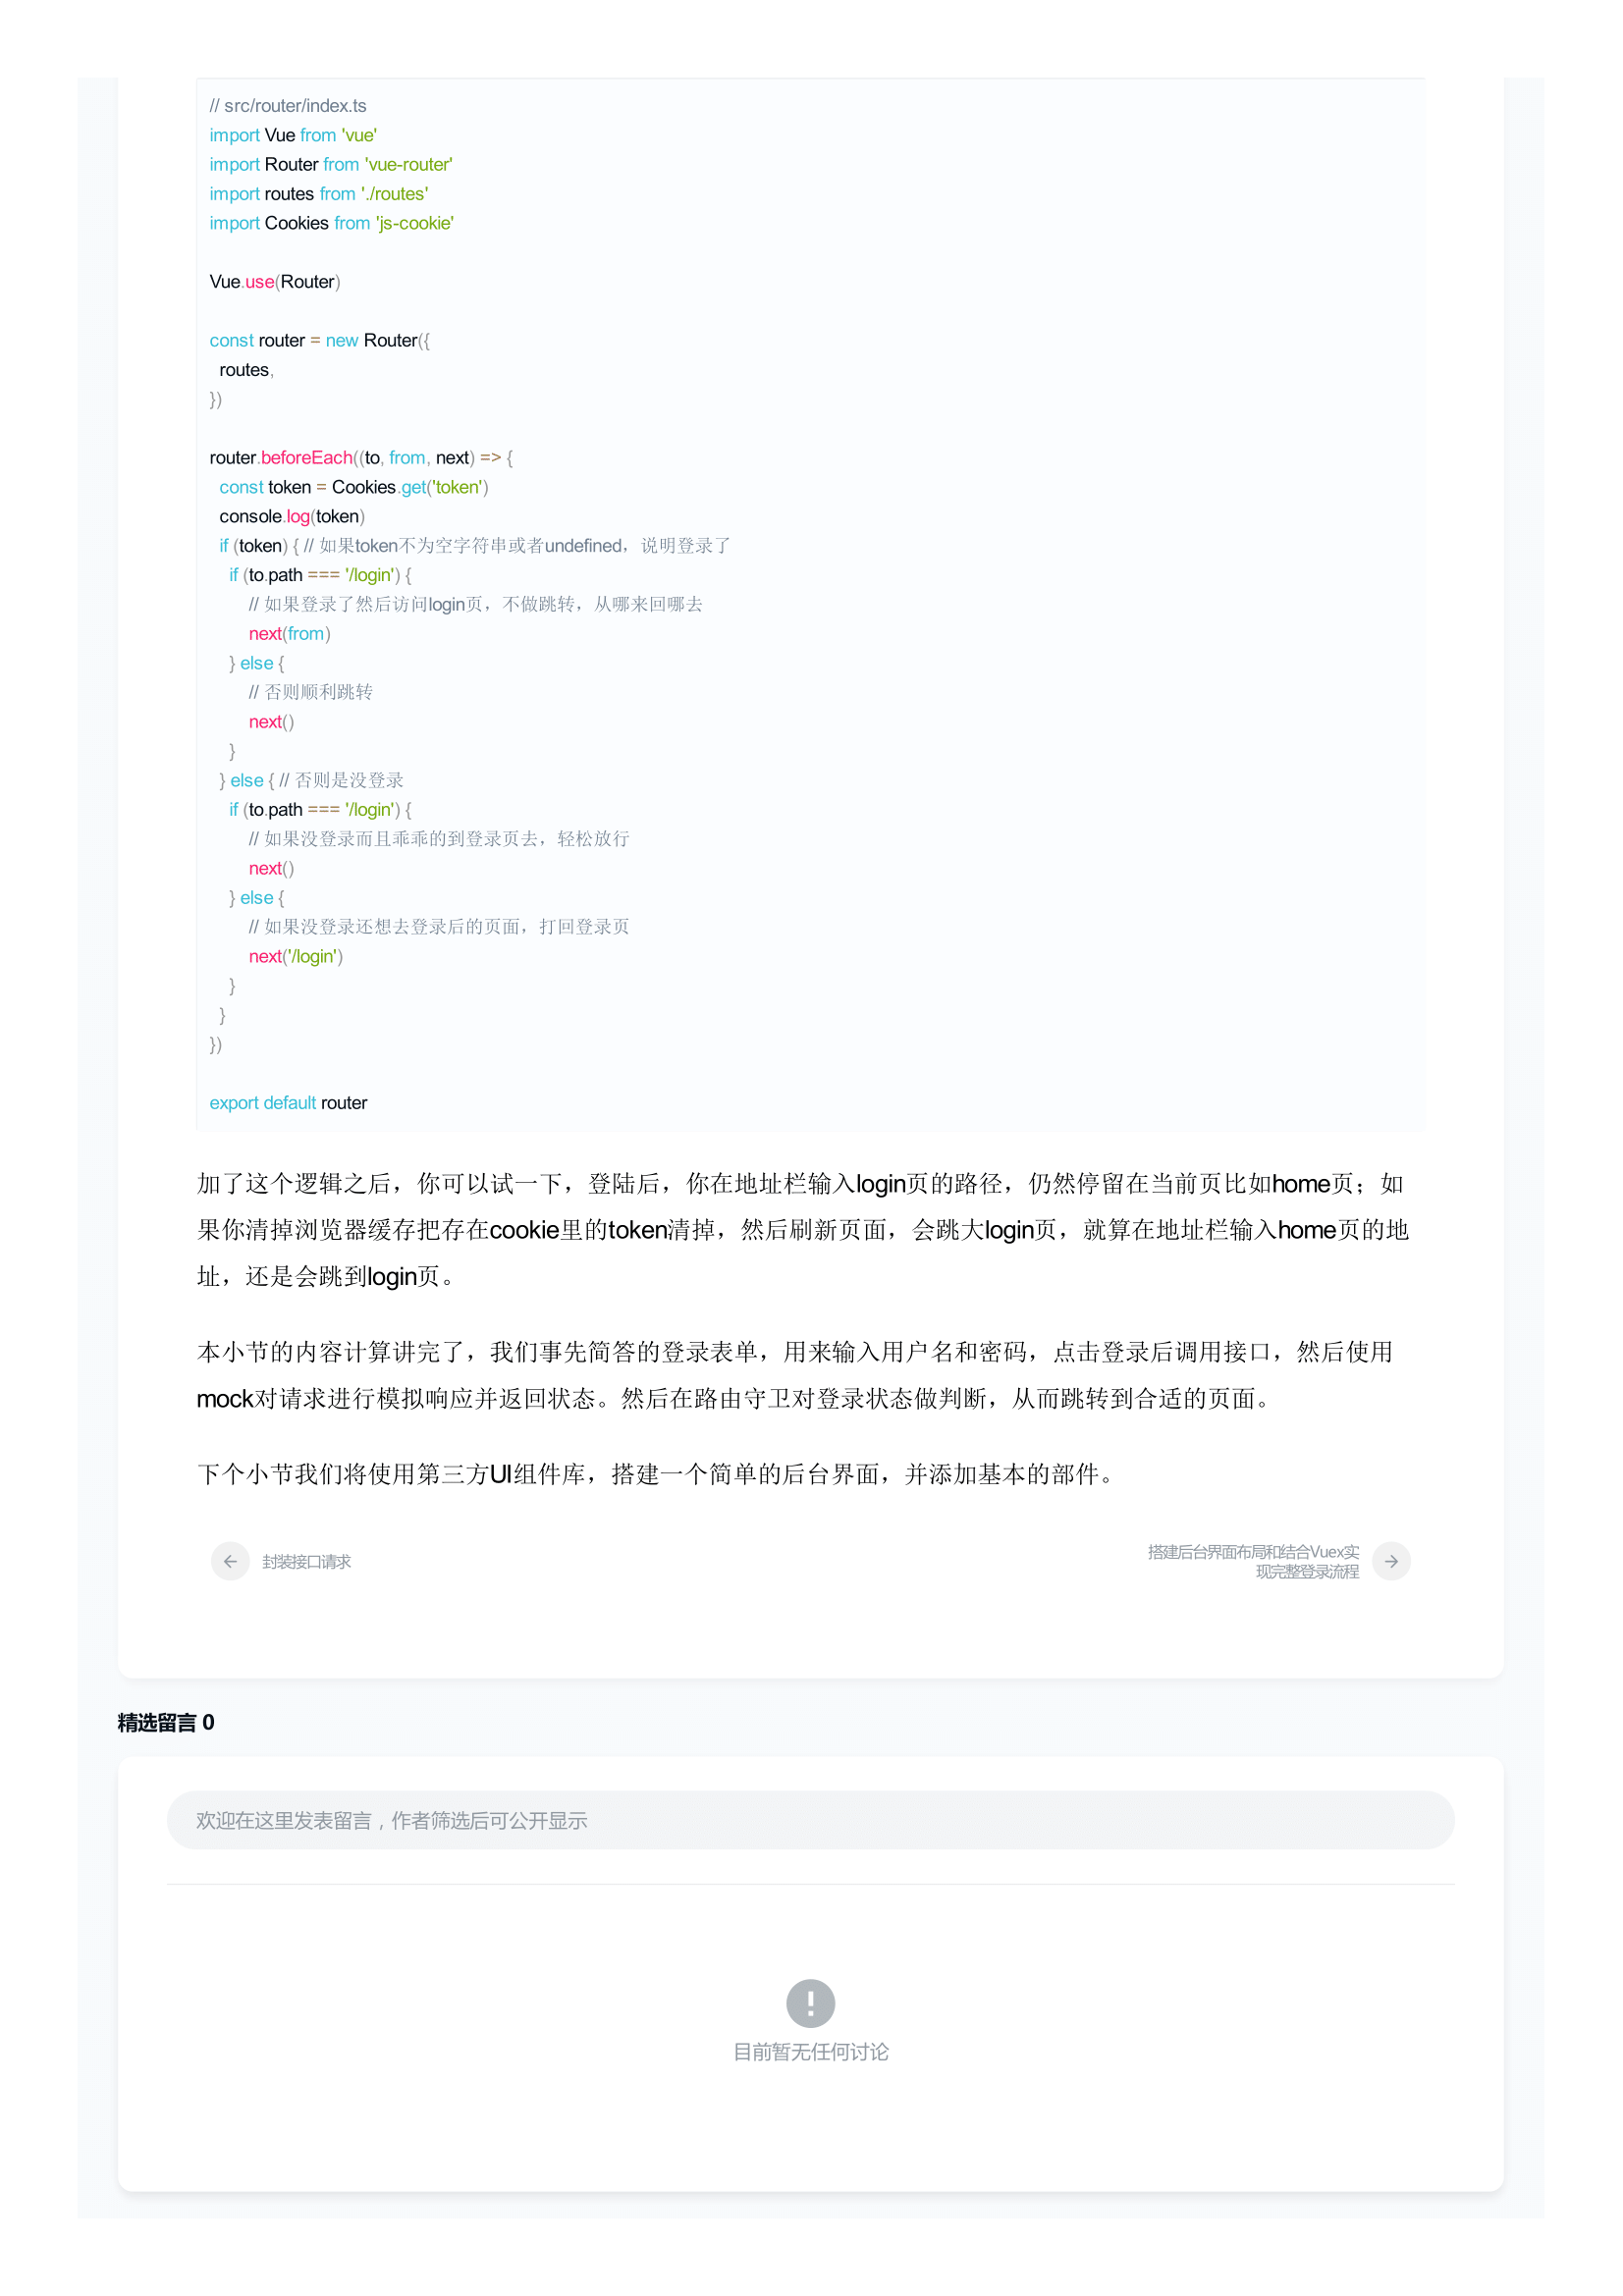 // src/router/index.ts
import Vue from 'vue'
import Router from 'vue-router'
import routes from './routes'
import Cookies from 'js-cookie'

Vue.use(Router)

const router = new Router({
  routes,
})

router.beforeEach((to, from, next) => {
  const token = Cookies.get('token')
  console.log(token)
  if (token) { // 如果token不为空字符串或者undefined，说明登录了
    if (to.path === '/login') {
        // 如果登录了然后访问login页，不做跳转，从哪来回哪去
        next(from)
    } else {
        // 否则顺利跳转
        next()
    }
  } else { // 否则是没登录
    if (to.path === '/login') {
        // 如果没登录而且乖乖的到登录页去，轻松放行
        next()
    } else {
        // 如果没登录还想去登录后的页面，打回登录页
        next('/login')
    }
  }
})

export default router

加了这个逻辑之后，你可以试一下，登陆后，你在地址栏输入login页的路径，仍然停留在当前页比如home页；如
果你清掉浏览器缓存把存在cookie里的token清掉，然后刷新页面，会跳大login页，就算在地址栏输入home页的地
址，还是会跳到login页。

本小节的内容计算讲完了，我们事先简答的登录表单，用来输入用户名和密码，点击登录后调用接口，然后使用
mock对请求进行模拟响应并返回状态。然后在路由守卫对登录状态做判断，从而跳转到合适的页面。

下个小节我们将使用第三方UI组件库，搭建一个简单的后台界面，并添加基本的部件。

封装接口请求
搭建后台界面布局和结合Vuex实
现完整登录流程

精选留言 0
欢迎在这里发表留言，作者筛选后可公开显示
目前暂无任何讨论